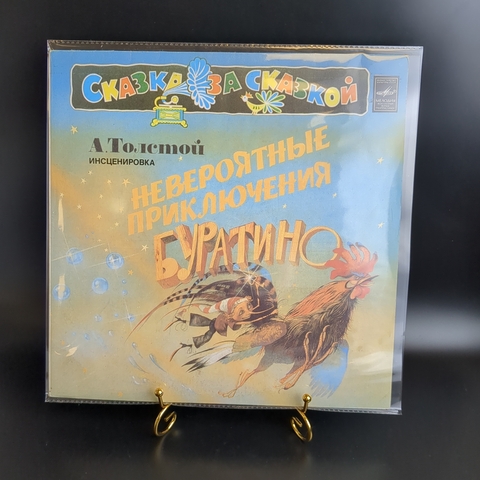 СКАЗКА ЗА СКАЗКОЙ
А.Толстой
ИНСЦЕНИРОВКА
НЕВЕРОЯТНЫЕ
ПРИКЛЮЧЕНИЯ
БУРАТИНО